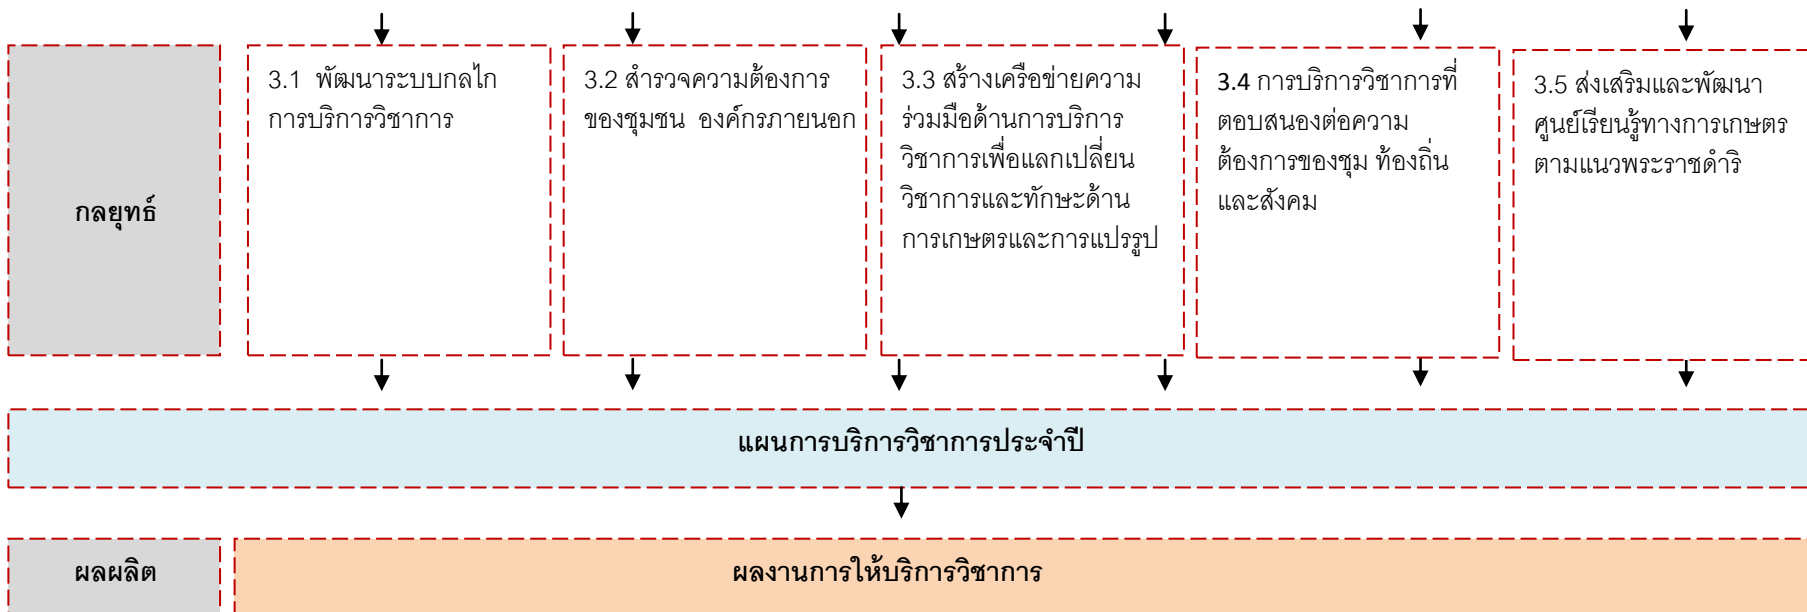 กลยุทธ์
3.1 พัฒนาระบบกลไก
การบริการวิชาการ
3.2 สำรวจความต้องการ
ของชุมชน องค์กรภายนอก
3.3 สร้างเครือข่ายความ
ร่วมมือด้านการบริการ
วิชาการเพื่อแลกเปลี่ยน
วิชาการและทักษะด้าน
การเกษตรและการแปรรูป
3.4 การบริการวิชาการที่
ตอบสนองต่อความ
ต้องการของชุม ท้องถิ่น
และสังคม
3.5 ส่งเสริมและพัฒนา
ศูนย์เรียนรู้ทางการเกษตร
ตามแนวพระราชดำริ
แผนการบริการวิชาการประจำปี
ผลผลิต
ผลงานการให้บริการวิชาการ